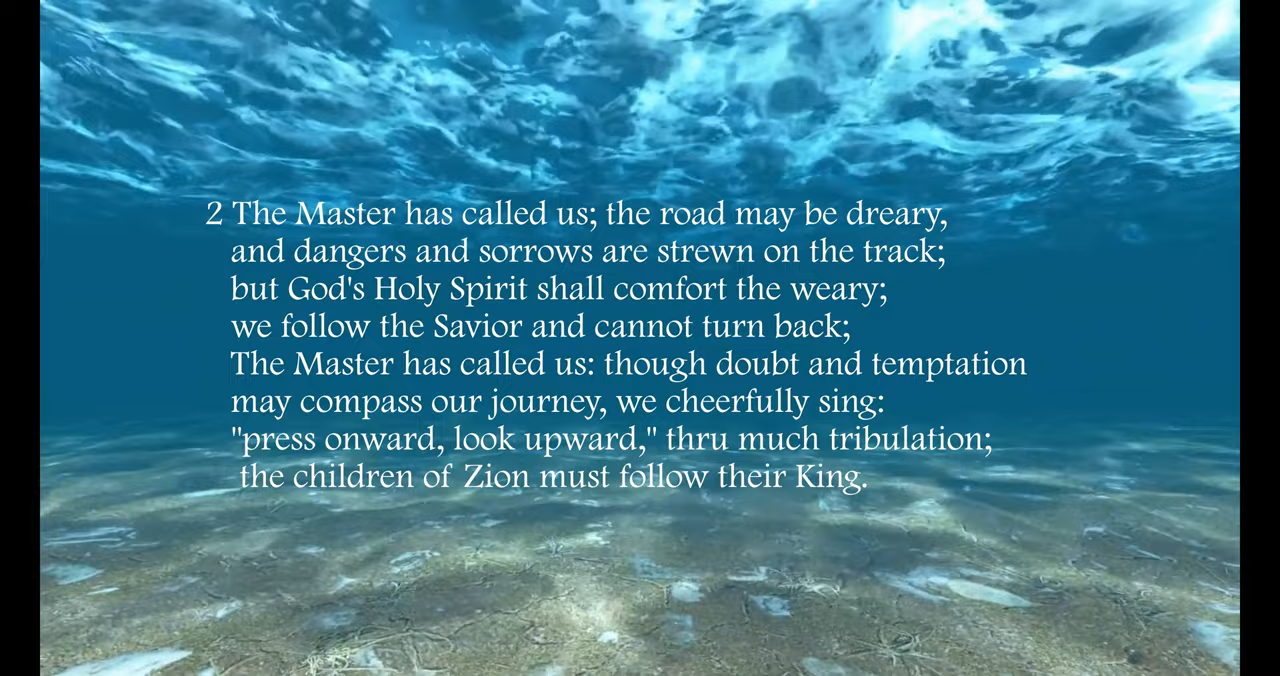 2 The Master has called us; the road may be dreary,
and dangers and sorrows are strewn on the track;
but God's Holy Spirit shall comfort the weary;
we follow the Savior and cannot turn back;
The Master has called us: though doubt and temptation
may compass our journey, we cheerfully sing:
"press onward, look upward," thru much tribulation;
the children of Zion must follow their King.